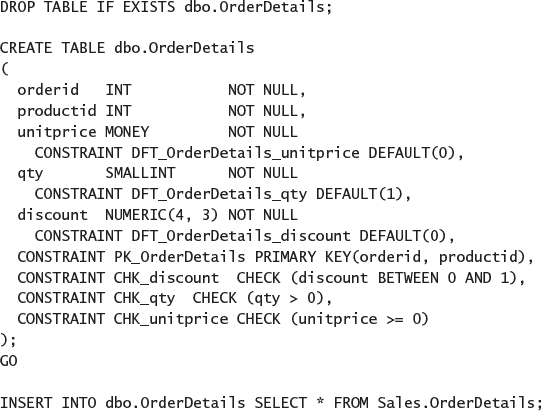 DROP TABLE IF EXISTS dbo.OrderDetails;
CREATE TABLE dbo.OrderDetails
(
  orderid   INT           NOT NULL,
  productid INT           NOT NULL,
  unitprice MONEY         NOT NULL
    CONSTRAINT DFT_OrderDetails_unitprice DEFAULT(0),
  qty       SMALLINT      NOT NULL
    CONSTRAINT DFT_OrderDetails_qty DEFAULT(1),
  discount  NUMERIC(4, 3) NOT NULL
    CONSTRAINT DFT_OrderDetails_discount DEFAULT(0),
  CONSTRAINT PK_OrderDetails PRIMARY KEY(orderid, productid),
  CONSTRAINT CHK_discount  CHECK (discount BETWEEN 0 AND 1),
  CONSTRAINT CHK_qty  CHECK (qty > 0),
  CONSTRAINT CHK_unitprice CHECK (unitprice >= 0)
);
GO
INSERT INTO dbo.OrderDetails SELECT * FROM Sales.OrderDetails;